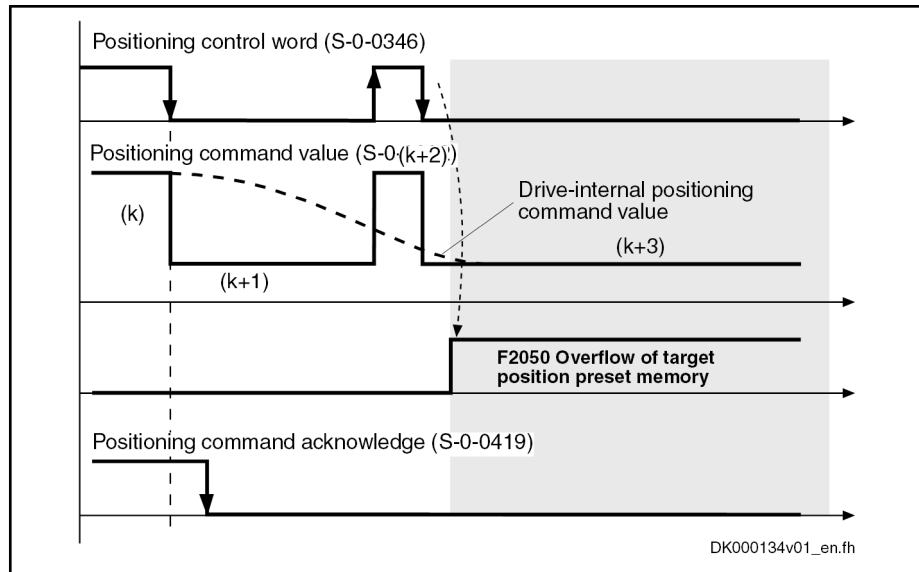 Positioning control word (S-0-0346)
Positioning command value (S-0-
(k+2)
(k)
Drive-internal positioning
command value
(k+3)
(k+1)
F2050 Overflow of target
position preset memory
Positioning command acknowledge (S-0-0419)
DK000134v01_en.fh